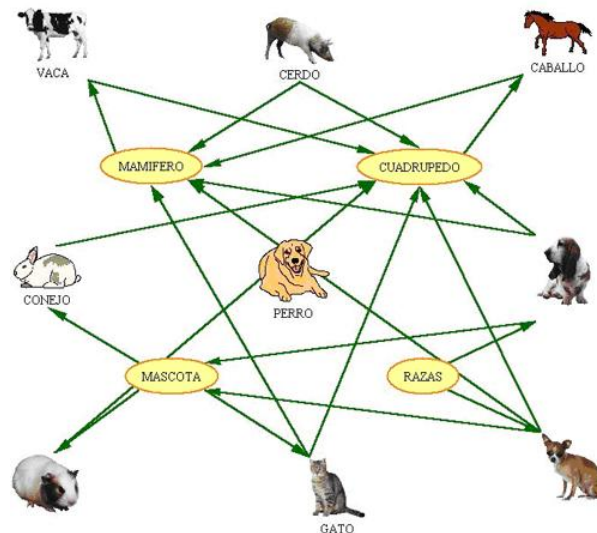 VACA
CERDO
CABALLO
MAMIFERO
CUADRUPEDO
CONEJO
PERRO
MASCOTA
RAZAS
GATO